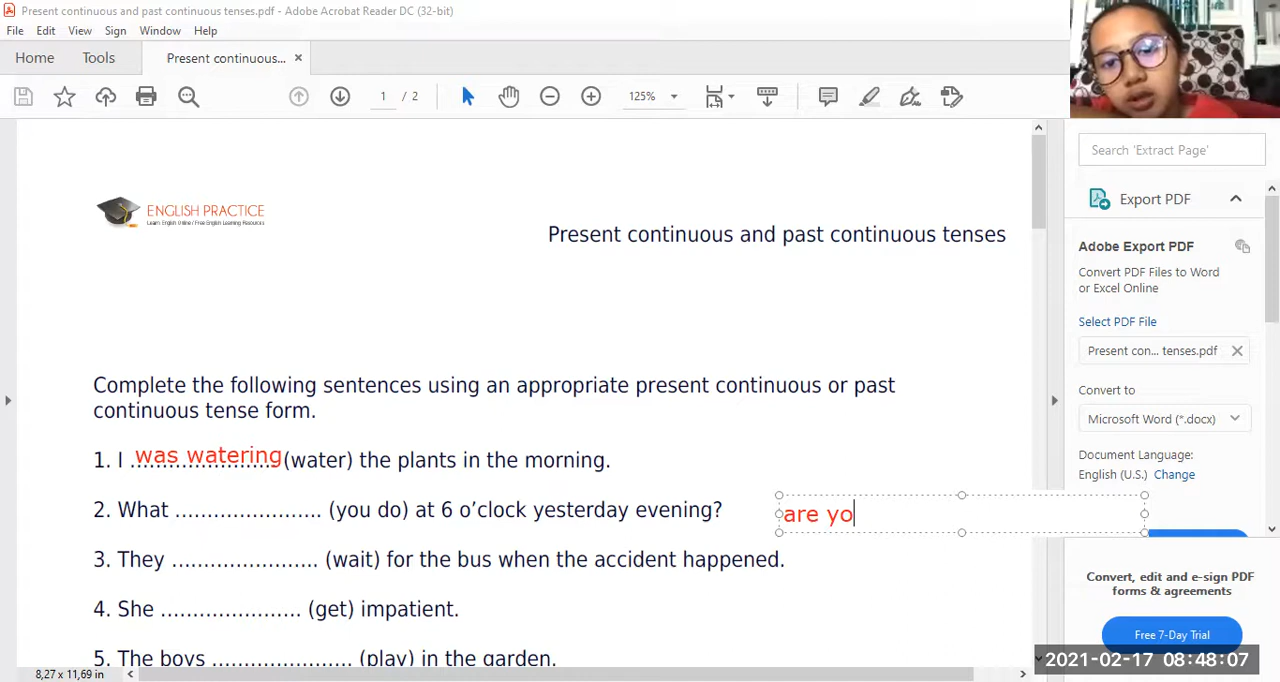 Present continuous and past continuous tenses.pdf - Adobe Acrobat Reader DC (32-bit)
File Edit View Sign Window Help
Home Tools Present continuous... ×
1 / 2 125%
Search 'Extract Page'
ENGLISH PRACTICE
Learn English Online / Free English Learning Resources
Present continuous and past continuous tenses
Export PDF
Adobe Export PDF
Convert PDF Files to Word
or Excel Online
Select PDF File
Present con... tenses.pdf
Convert to
Microsoft Word (*.docx)
Document Language:
English (U.S.) Change
Complete the following sentences using an appropriate present continuous or past
continuous tense form.
1. I was watering (water) the plants in the morning.
2. What ……………………. (you do) at 6 o’clock yesterday evening?
are yo
3. They ……………………. (wait) for the bus when the accident happened.
4. She ……………………. (get) impatient.
5. The boys ……………………. (play) in the garden.
Convert, edit and e-sign PDF
forms & agreements
Free 7-Day Trial
8,27 x 11,69 in
2021-02-17 08:48:07